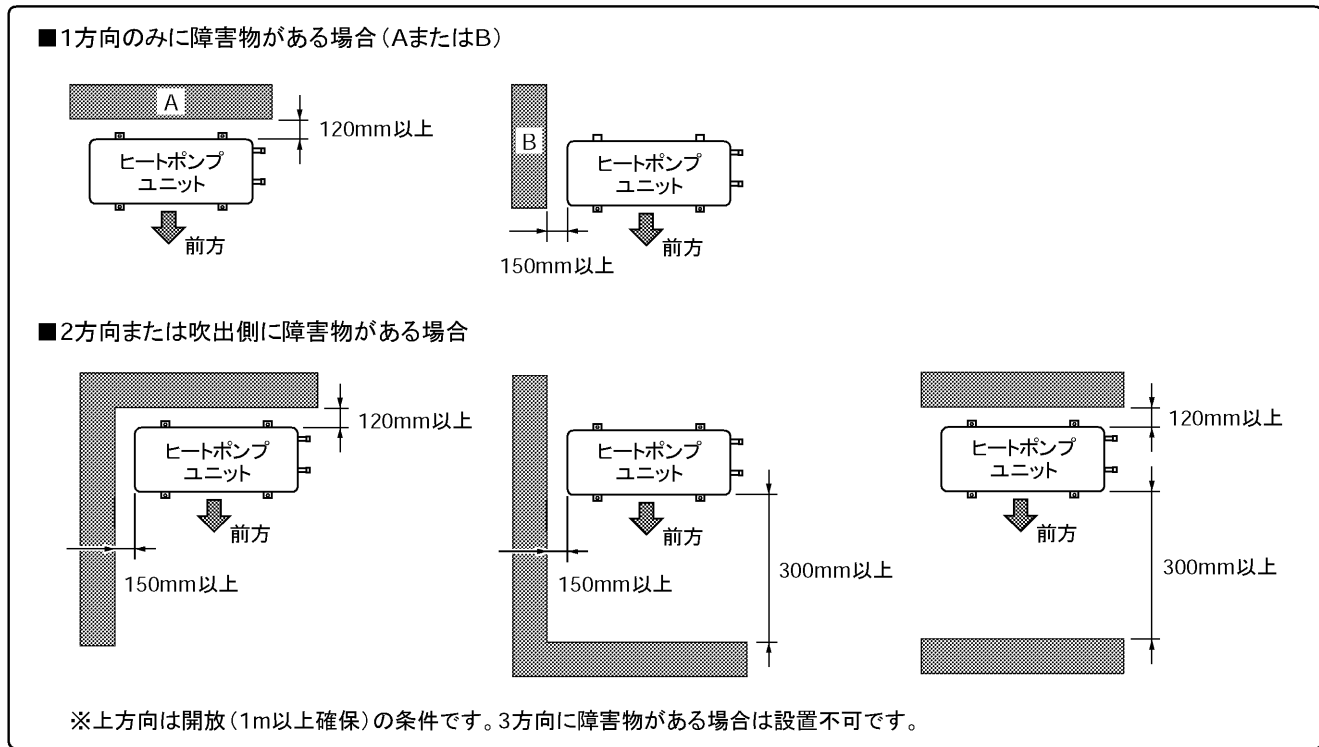 ■1方向のみに障害物がある場合（AまたはB）
A
120mm以上
ヒートポンプ
ユニット
前方
B
ヒートポンプ
ユニット
前方
150mm以上
■2方向または吹出側に障害物がある場合
120mm以上
ヒートポンプ
ユニット
前方
150mm以上
ヒートポンプ
ユニット
前方
150mm以上
300mm以上
120mm以上
ヒートポンプ
ユニット
前方
300mm以上
※上方向は開放（1m以上確保）の条件です。3方向に障害物がある場合は設置不可です。